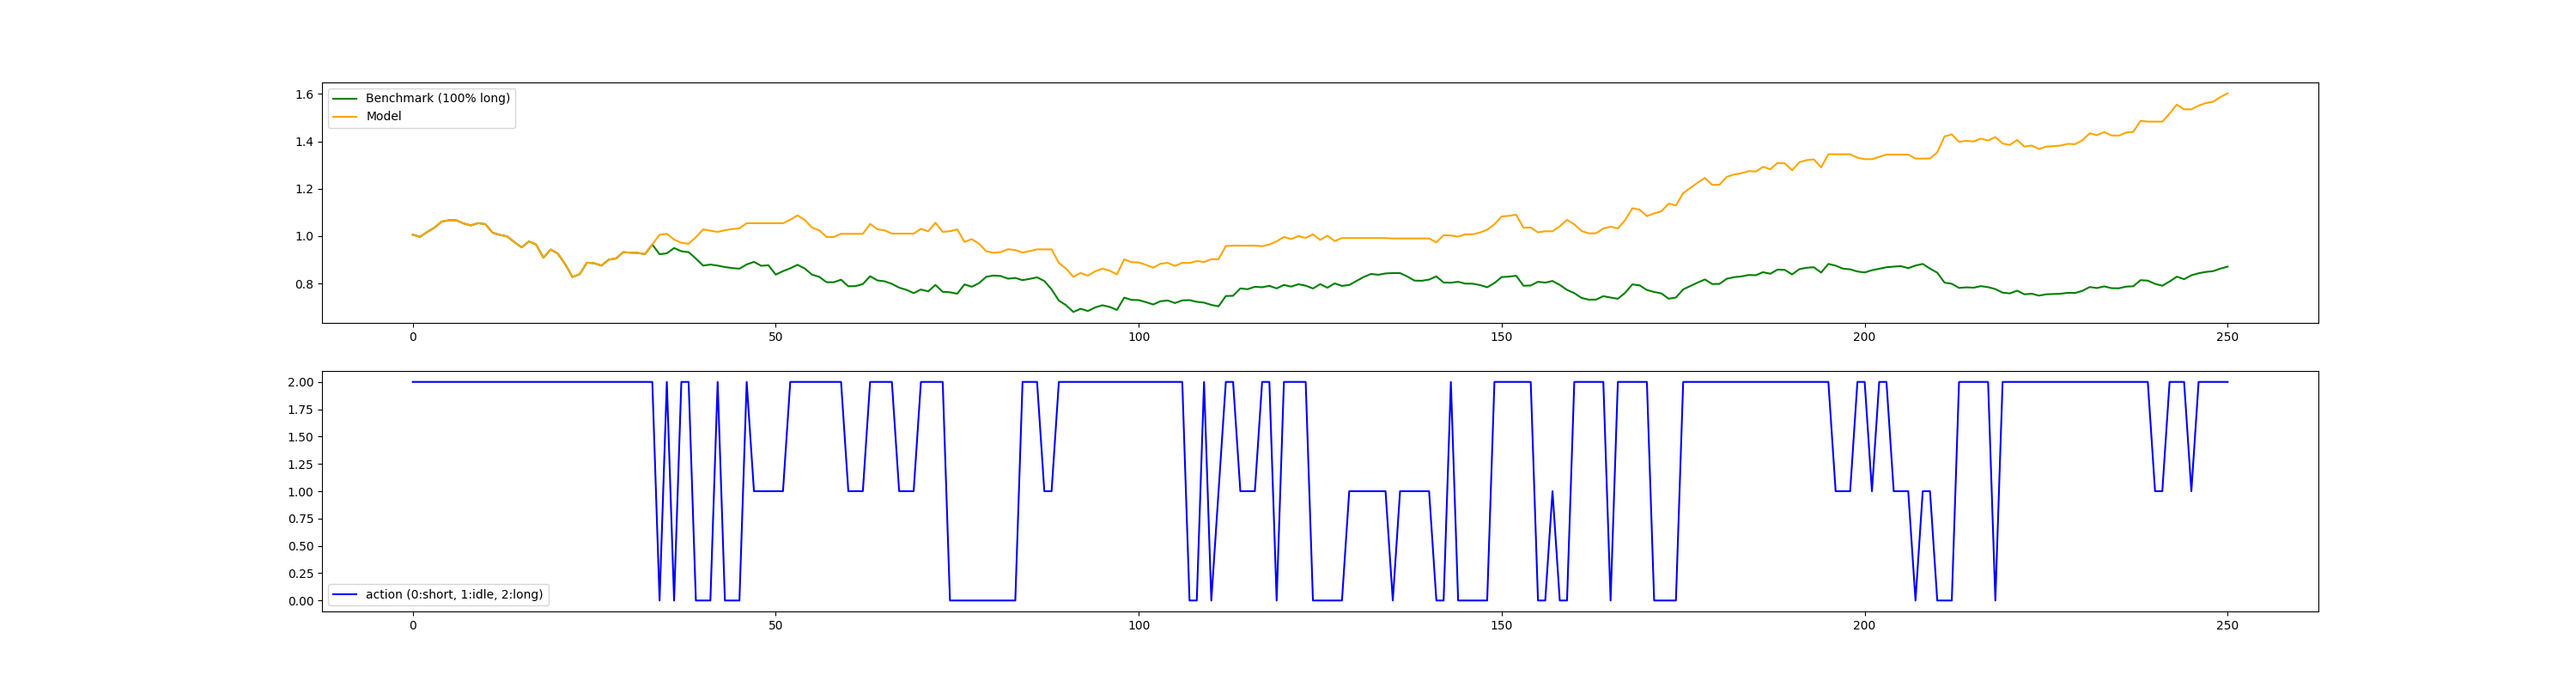 1.6
1.4
1.2
1.0
0.8
Benchmark (100% long)
Model
0 50 100 150 200 250
2.00
1.75
1.50
1.25
1.00
0.75
0.50
0.25
0.00
action (0:short, 1:idle, 2:long)
0 50 100 150 200 250